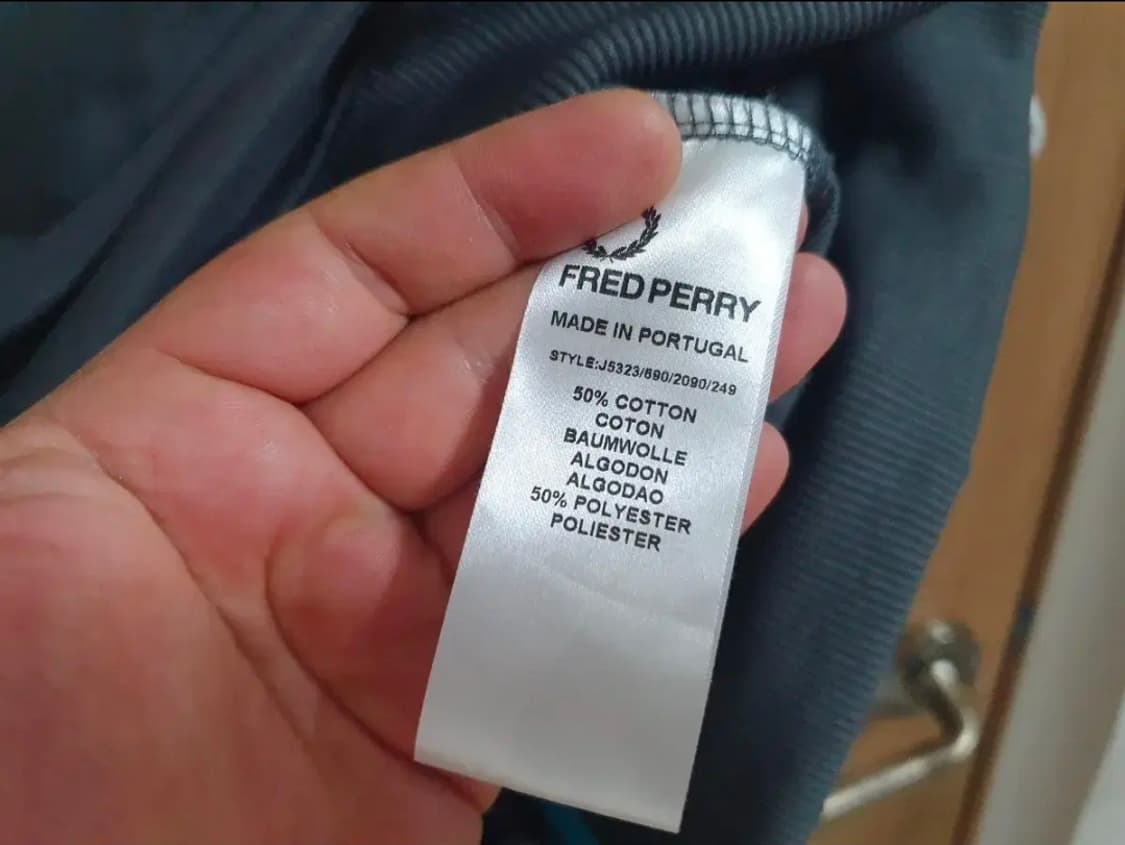 FRED PERRY
MADE IN PORTUGAL
STYLE:J5323/690/2090/249
50% COTTON
COTON
BAUMWOLLE
ALGODON
ALGODAO
50% POLYESTER
POLIESTER